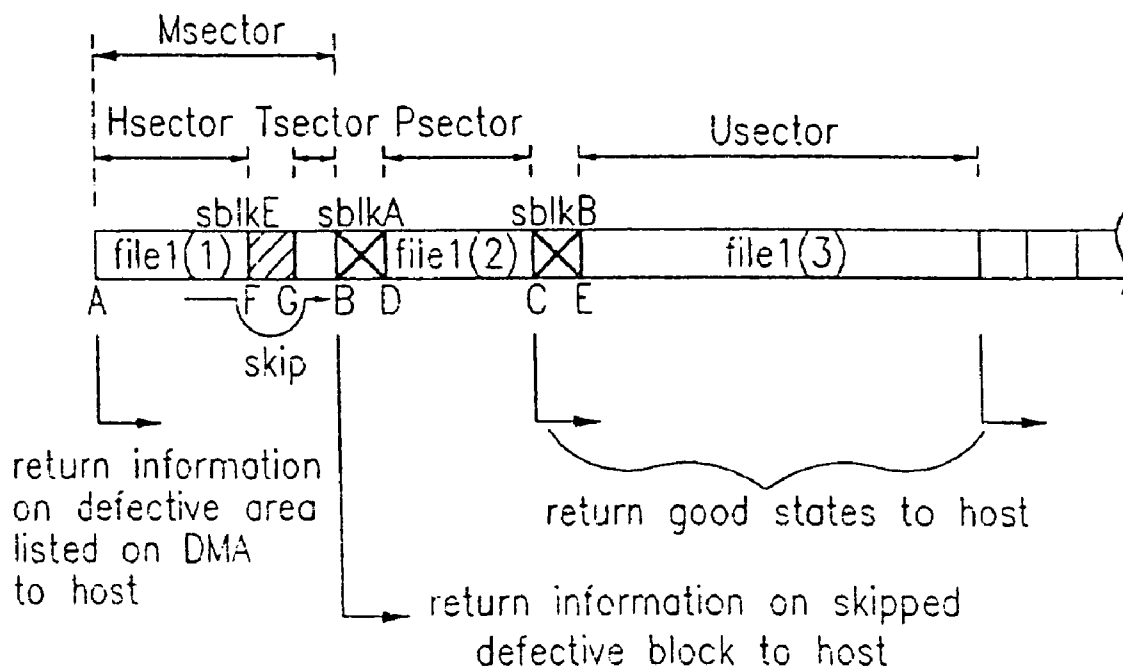 Msector
Hsector Tsector Psector Usector
sblkE sblkA sblkB
file1(1) file1(2) file1(3)
A F G B D C E
skip
return information
on defective area
listed on DMA
to host
return good states to host
return information on skipped
defective block to host